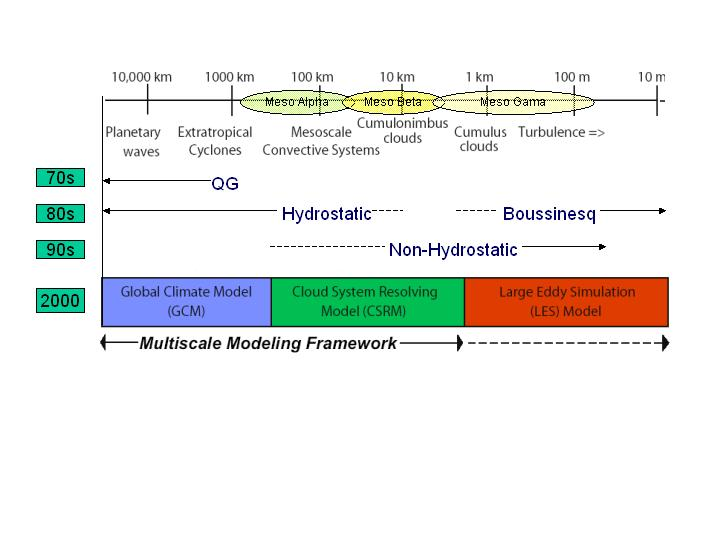 10,000 km 1000 km 100 km 10 km 1 km 100 m 10 m
Meso Alpha Meso Beta Meso Gama
Planetary waves
Extratropical Cyclones
Mesoscale Convective Systems
Cumulonimbus clouds
Cumulus clouds
Turbulence =>
70s
QG
80s
Hydrostatic
Boussinesq
90s
Non-Hydrostatic
2000
Global Climate Model
(GCM)
Cloud System Resolving
Model (CSRM)
Large Eddy Simulation
(LES) Model
Multiscale Modeling Framework